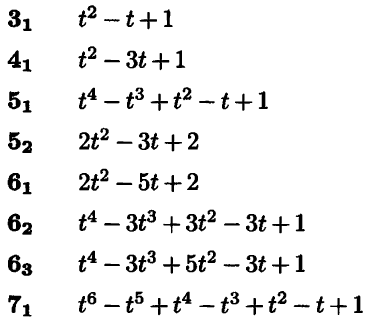 3₁ t² − t + 1
4₁ t² − 3t + 1
5₁ t⁴ − t³ + t² − t + 1
5₂ 2t² − 3t + 2
6₁ 2t² − 5t + 2
6₂ t⁴ − 3t³ + 3t² − 3t + 1
6₃ t⁴ − 3t³ + 5t² − 3t + 1
7₁ t⁶ − t⁵ + t⁴ − t³ + t² − t + 1